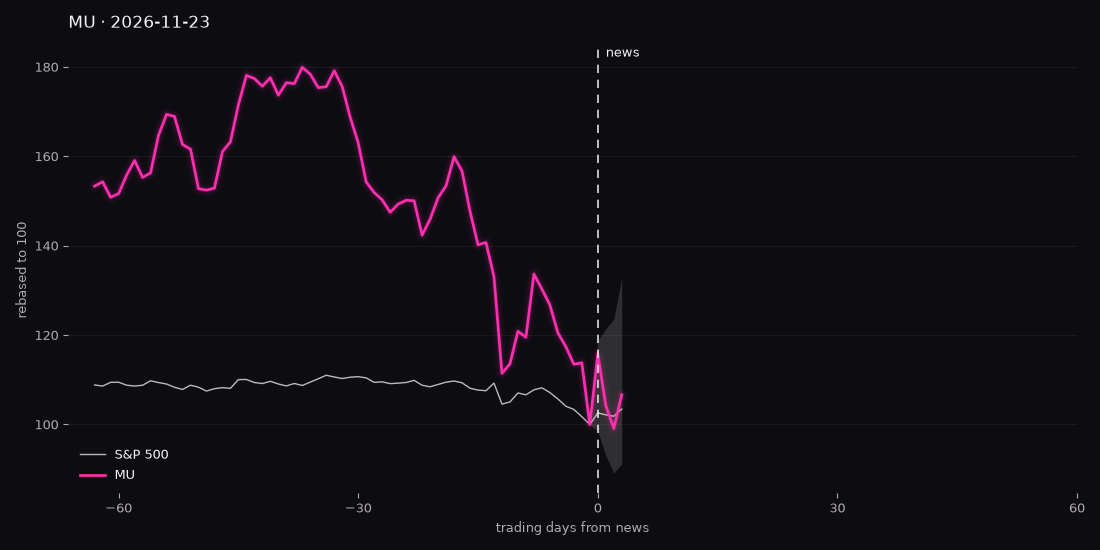 MU · 2026-11-23
news
rebased to 100
180
160
140
120
100
S&P 500
MU
−60
−30
0
30
60
trading days from news